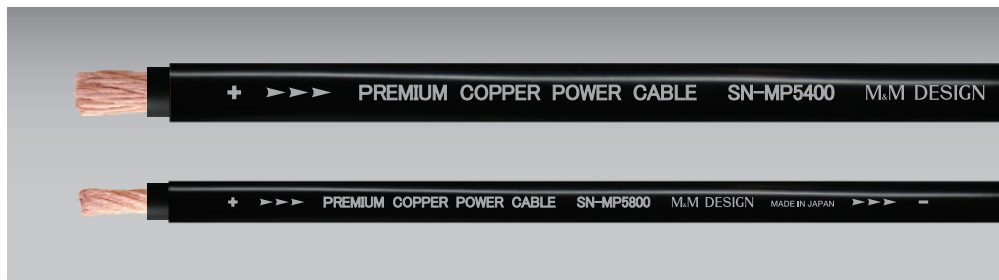 + ➤➤➤ PREMIUM COPPER POWER CABLE SN-MP5400 M&M DESIGN
+ ➤➤➤ PREMIUM COPPER POWER CABLE SN-MP5800 M&M DESIGN MADE IN JAPAN ➤➤➤ -